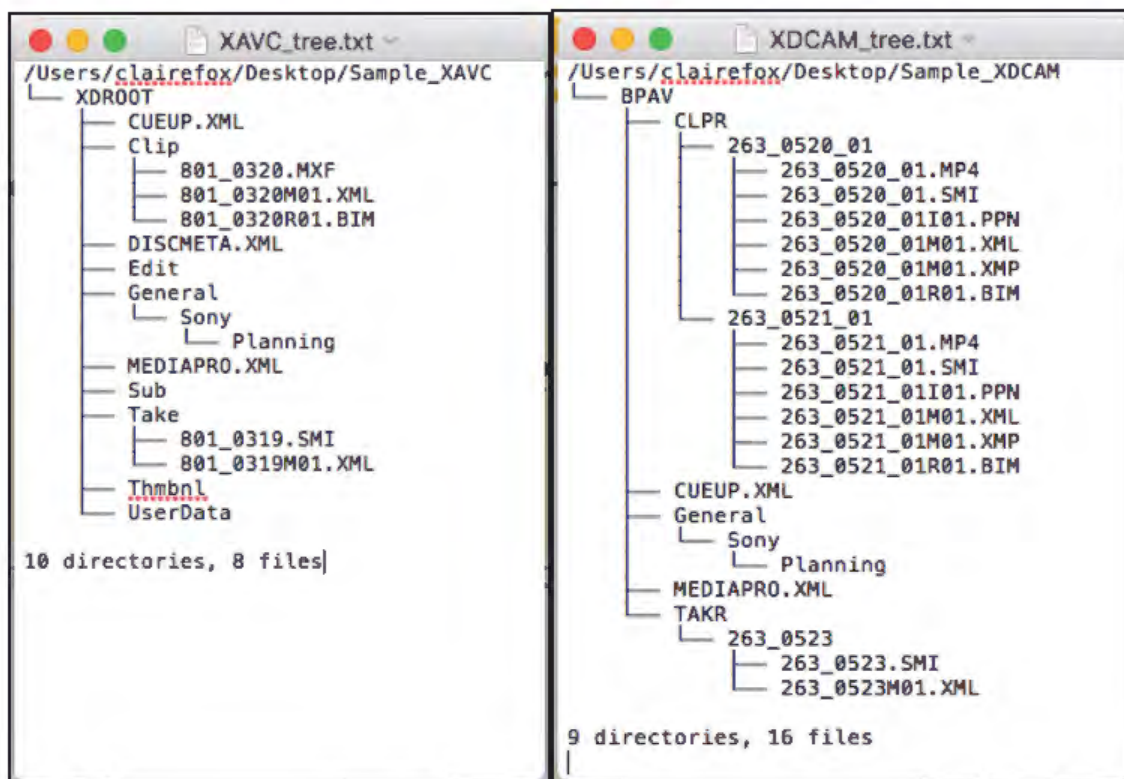 XAVC_tree.txt
/Users/clairefox/Desktop/Sample_XAVC
└── XDROOT
    ├── CUEUP.XML
    ├── Clip
    │   ├── 801_0320.MXF
    │   ├── 801_0320M01.XML
    │   └── 801_0320R01.BIM
    ├── DISCMETA.XML
    ├── Edit
    ├── General
    │   └── Sony
    │       └── Planning
    ├── MEDIAPRO.XML
    ├── Sub
    ├── Take
    │   ├── 801_0319.SMI
    │   └── 801_0319M01.XML
    ├── Thmbnl
    └── UserData
10 directories, 8 files
XDCAM_tree.txt
/Users/clairefox/Desktop/Sample_XDCAM
└── BPAV
    ├── CLPR
    │   ├── 263_0520_01
    │   │   ├── 263_0520_01.MP4
    │   │   ├── 263_0520_01.SMI
    │   │   ├── 263_0520_01I01.PPN
    │   │   ├── 263_0520_01M01.XML
    │   │   ├── 263_0520_01M01.XMP
    │   │   └── 263_0520_01R01.BIM
    │   └── 263_0521_01
    │       ├── 263_0521_01.MP4
    │       ├── 263_0521_01.SMI
    │       ├── 263_0521_01I01.PPN
    │       ├── 263_0521_01M01.XML
    │       ├── 263_0521_01M01.XMP
    │       └── 263_0521_01R01.BIM
    ├── CUEUP.XML
    ├── General
    │   └── Sony
    │       └── Planning
    ├── MEDIAPRO.XML
    └── TAKR
        └── 263_0523
            ├── 263_0523.SMI
            └── 263_0523M01.XML
9 directories, 16 files